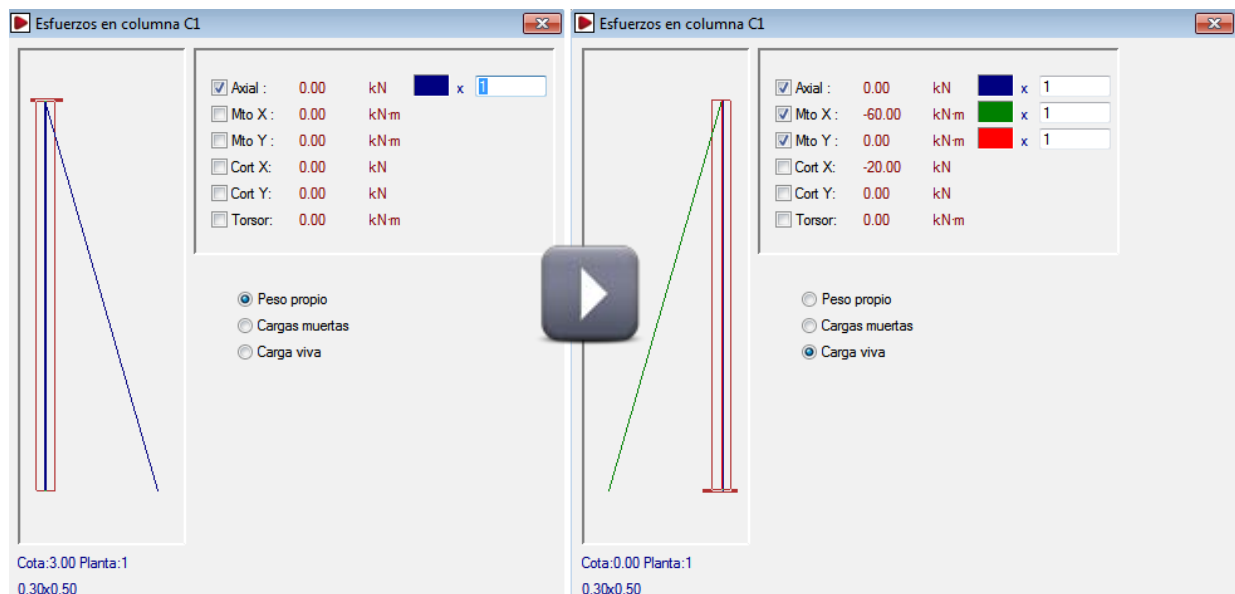 Esfuerzos en columna C1
Axial : 0.00 kN x 1
Mto X : 0.00 kN·m
Mto Y : 0.00 kN·m
Cort X: 0.00 kN
Cort Y: 0.00 kN
Torsor: 0.00 kN·m
Peso propio
Cargas muertas
Carga viva
Cota:3.00 Planta:1
0.30x0.50
Esfuerzos en columna C1
Axial : 0.00 kN x 1
Mto X : -60.00 kN·m x 1
Mto Y : 0.00 kN·m x 1
Cort X: -20.00 kN
Cort Y: 0.00 kN
Torsor: 0.00 kN·m
Peso propio
Cargas muertas
Carga viva
Cota:0.00 Planta:1
0.30x0.50